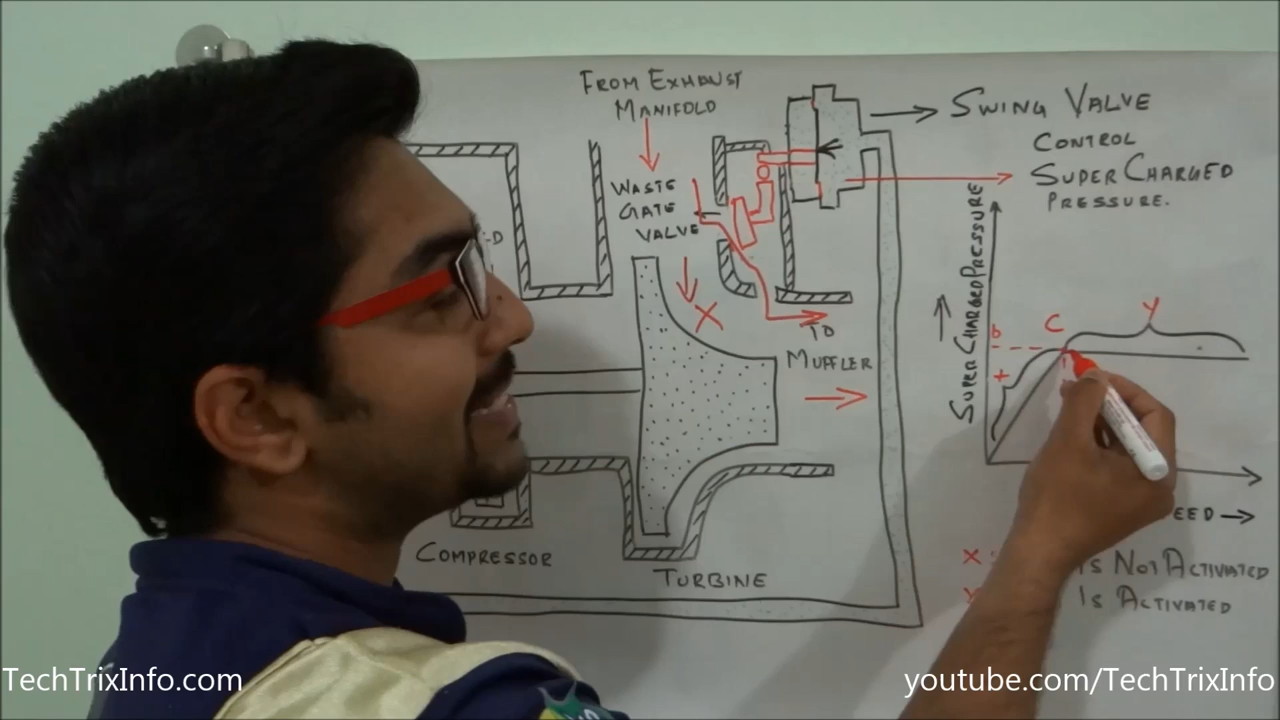 FROM EXHAUST
MANIFOLD
WASTE
GATE
VALVE
SWING VALVE
CONTROL
SUPER CHARGED
PRESSURE.
SUPER CHARGED PRESSURE
X
TO
MUFFLER
b
C
Y
COMPRESSOR
TURBINE
EED
X
IS NOT ACTIVATED
IS ACTIVATED
TechTrixInfo.com
youtube.com/TechTrixInfo